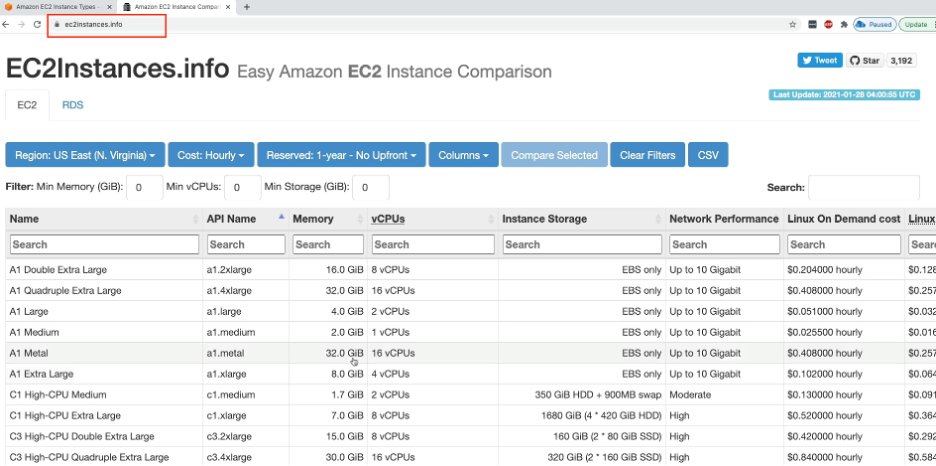 Amazon EC2 Instance Types -
Amazon EC2 Instance Compar
ec2instances.info
Paused
Update
EC2Instances.info Easy Amazon EC2 Instance Comparison
Tweet Star 3,192
Last Update: 2021-01-26 04:00:55 UTC
EC2 RDS
Region: US East (N. Virginia) Cost: Hourly Reserved: 1-year - No Upfront Columns Compare Selected Clear Filters CSV
Filter: Min Memory (GiB): 0 Min vCPUs: 0 Min Storage (GiB): 0 Search:
Name API Name Memory vCPUs Instance Storage Network Performance Linux On Demand cost Linux
Search Search Search Search Search Search Search Sear
A1 Double Extra Large a1.2xlarge 16.0 GiB 8 vCPUs EBS only Up to 10 Gigabit $0.204000 hourly $0.128
A1 Quadruple Extra Large a1.4xlarge 32.0 GiB 16 vCPUs EBS only Up to 10 Gigabit $0.408000 hourly $0.257
A1 Large a1.large 4.0 GiB 2 vCPUs EBS only Up to 10 Gigabit $0.051000 hourly $0.032
A1 Medium a1.medium 2.0 GiB 1 vCPUs EBS only Up to 10 Gigabit $0.025500 hourly $0.016
A1 Metal a1.metal 32.0 GiB 16 vCPUs EBS only Up to 10 Gigabit $0.408000 hourly $0.257
A1 Extra Large a1.xlarge 8.0 GiB 4 vCPUs EBS only Up to 10 Gigabit $0.102000 hourly $0.064
C1 High-CPU Medium c1.medium 1.7 GiB 2 vCPUs 350 GiB HDD + 900MB swap Moderate $0.130000 hourly $0.091
C1 High-CPU Extra Large c1.xlarge 7.0 GiB 8 vCPUs 1680 GiB (4 * 420 GiB HDD) High $0.520000 hourly $0.364
C3 High-CPU Double Extra Large c3.2xlarge 15.0 GiB 8 vCPUs 160 GiB (2 * 80 GiB SSD) High $0.420000 hourly $0.292
C3 High-CPU Quadruple Extra Large c3.4xlarge 30.0 GiB 16 vCPUs 320 GiB (2 * 160 GiB SSD) High $0.840000 hourly $0.584